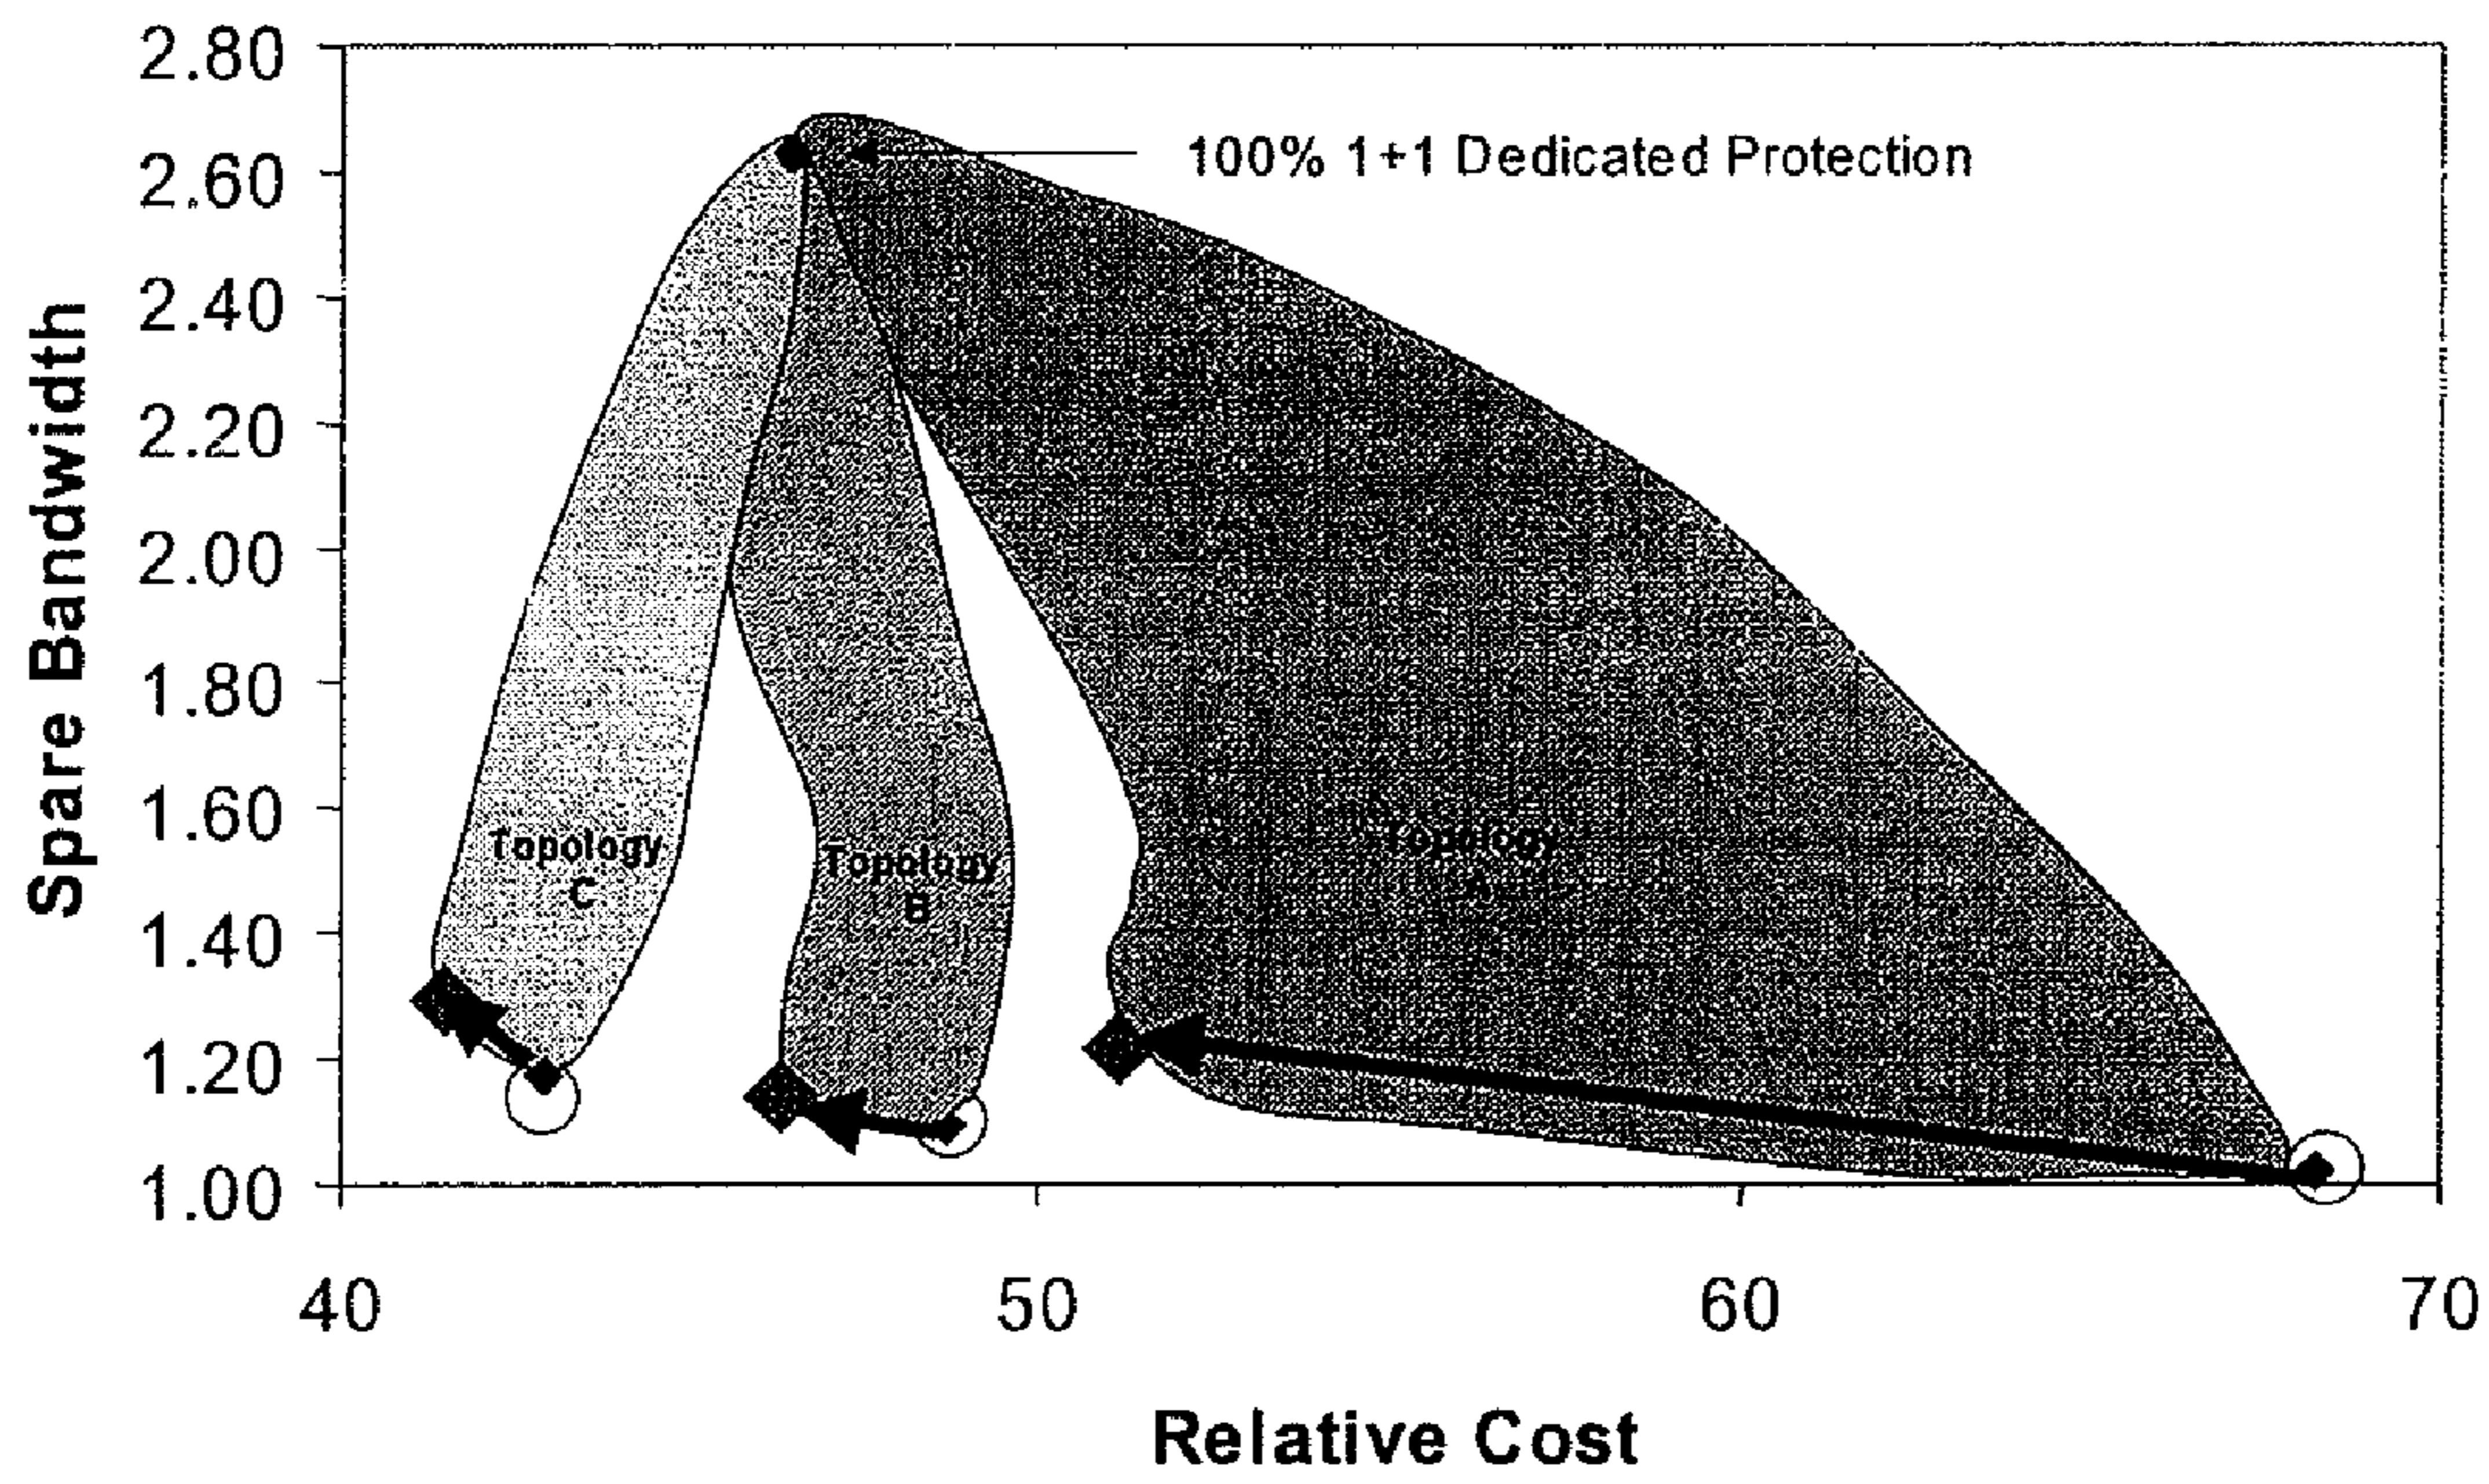 2.80
2.60
2.40
2.20
2.00
1.80
1.60
1.40
1.20
1.00
Spare Bandwidth
100% 1+1 Dedicated Protection
Topology
C
Topology
B
Topology
A
40
50
60
70
Relative Cost